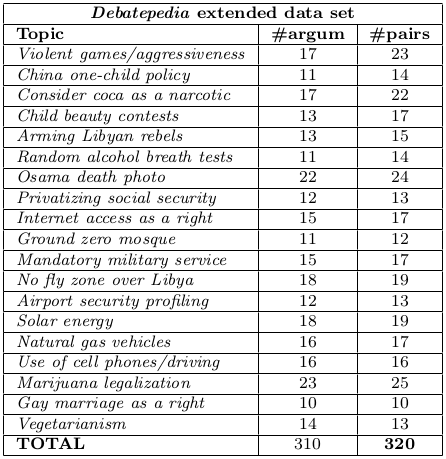 Debatepedia extended data set
Topic #argum #pairs
Violent games/aggressiveness 17 23
China one-child policy 11 14
Consider coca as a narcotic 17 22
Child beauty contests 13 17
Arming Libyan rebels 13 15
Random alcohol breath tests 11 14
Osama death photo 22 24
Privatizing social security 12 13
Internet access as a right 15 17
Ground zero mosque 11 12
Mandatory military service 15 17
No fly zone over Libya 18 19
Airport security profiling 12 13
Solar energy 18 19
Natural gas vehicles 16 17
Use of cell phones/driving 16 16
Marijuana legalization 23 25
Gay marriage as a right 10 10
Vegetarianism 14 13
TOTAL 310 320